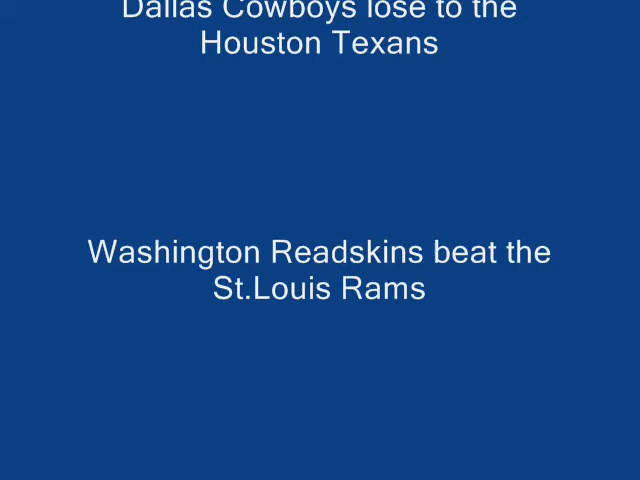 Dallas Cowboys lose to the
Houston Texans
Washington Readskins beat the
St.Louis Rams